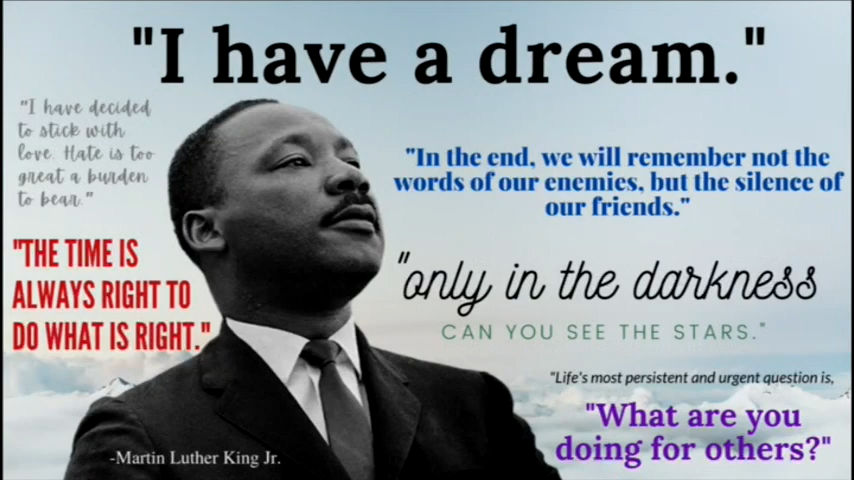 "I have a dream."
"I have decided
to stick with
love. Hate is too
great a burden
to bear."
"In the end, we will remember not the
words of our enemies, but the silence of
our friends."
"THE TIME IS
ALWAYS RIGHT TO
DO WHAT IS RIGHT."
"only in the darkness
CAN YOU SEE THE STARS."
"Life's most persistent and urgent question is,
"What are you
doing for others?"
-Martin Luther King Jr.